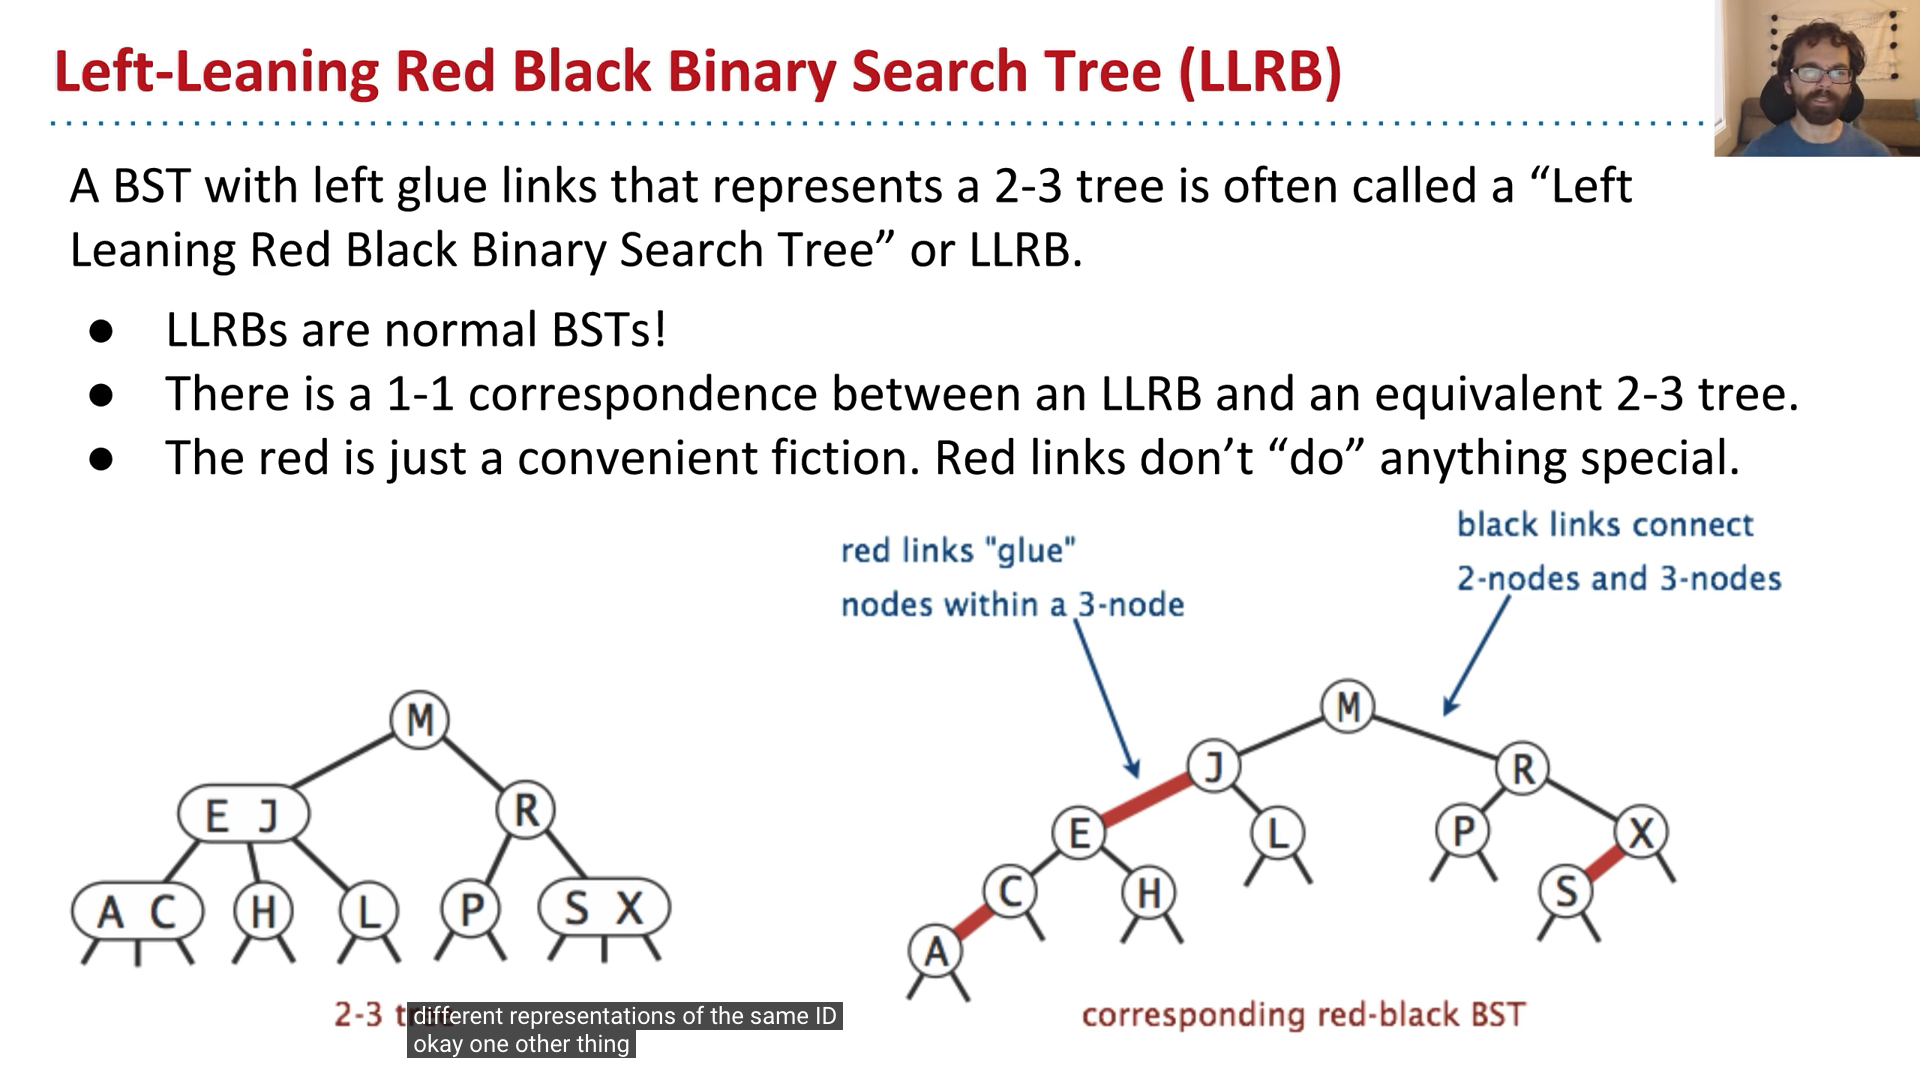 Left-Leaning Red Black Binary Search Tree (LLRB)
A BST with left glue links that represents a 2-3 tree is often called a “Left
Leaning Red Black Binary Search Tree” or LLRB.
● LLRBs are normal BSTs!
● There is a 1-1 correspondence between an LLRB and an equivalent 2-3 tree.
● The red is just a convenient fiction. Red links don’t “do” anything special.
red links "glue"
nodes within a 3-node
black links connect
2-nodes and 3-nodes
M
E J
R
A C
H
L
P
S X
M
J
R
E
L
P
X
C
H
S
A
2-3 tree
corresponding red-black BST
different representations of the same ID
okay one other thing